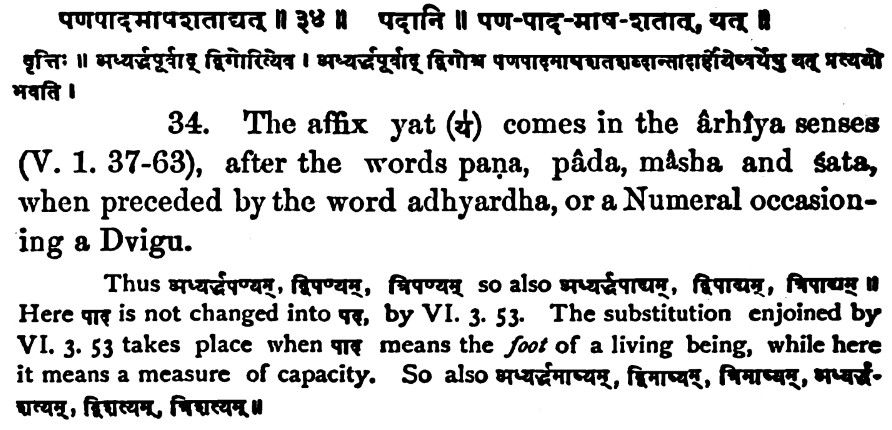 पणपादमाषशताद्यत् ॥ ३४ ॥ पदानि ॥ पण-पाद-माष-शतात्, यत् ॥
वृत्तिः ॥ अध्यर्द्धपूर्वाद् द्विगोरित्येव । अध्यर्द्धपूर्वाद् द्विगोश्च पणपादमाषशतशब्दान्तादार्हीयेष्वर्थेषु यत् प्रत्ययो
भवति ।
34. The affix yat (र्य) comes in the ârhîya senses
(V. 1. 37-63), after the words paṇa, pâda, mâsha and śata,
when preceded by the word adhyardha, or a Numeral occasion-
ing a Dvigu.
Thus अध्यर्द्धपण्यम्, द्विपण्यम्, त्रिपण्यम् so also अध्यर्द्धपाद्यम्, द्विपाद्यम्, त्रिपाद्यम् ॥
Here पाद is not changed into पद्, by VI. 3. 53. The substitution enjoined by
VI. 3. 53 takes place when पाद means the foot of a living being, while here
it means a measure of capacity. So also अध्यर्द्धमाष्यम्, द्विमाष्यम्, त्रिमाष्यम्, अध्यर्द्ध-
शत्यम्, द्विशत्यम्, त्रिशत्यम् ॥